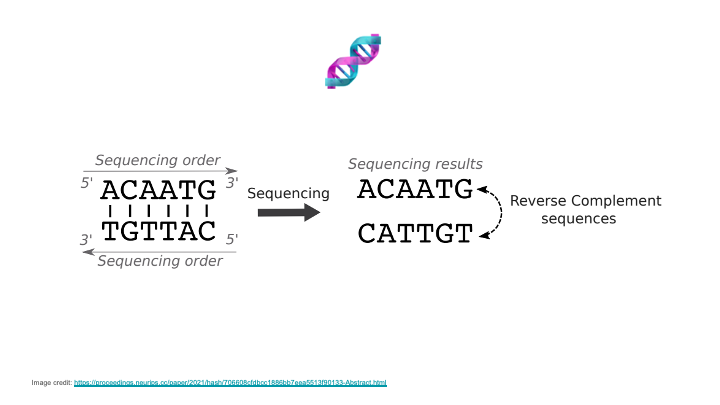 Sequencing order
5' ACAATG 3'
TGTTAC
3' 5'
Sequencing order
Sequencing
Sequencing results
ACAATG
CATTGT
Reverse Complement
sequences
Image credit: https://proceedings.neurips.cc/paper/2021/hash/706608cfdbcc1886bb7eea5513f90133-Abstract.html